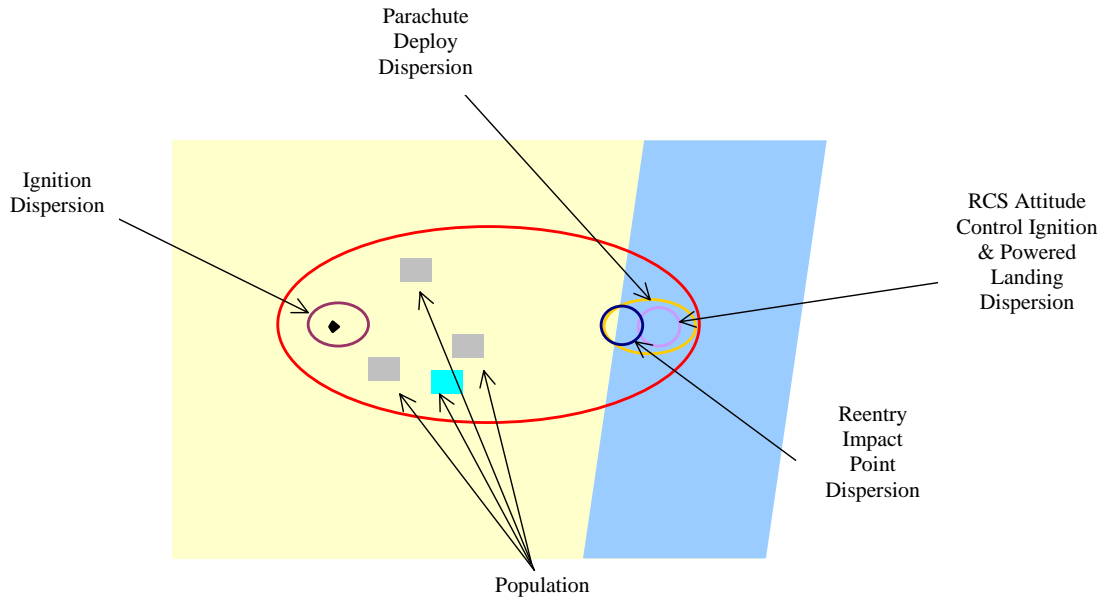 Parachute
Deploy
Dispersion
Ignition
Dispersion
RCS Attitude
Control Ignition
& Powered
Landing
Dispersion
Reentry
Impact
Point
Dispersion
Population